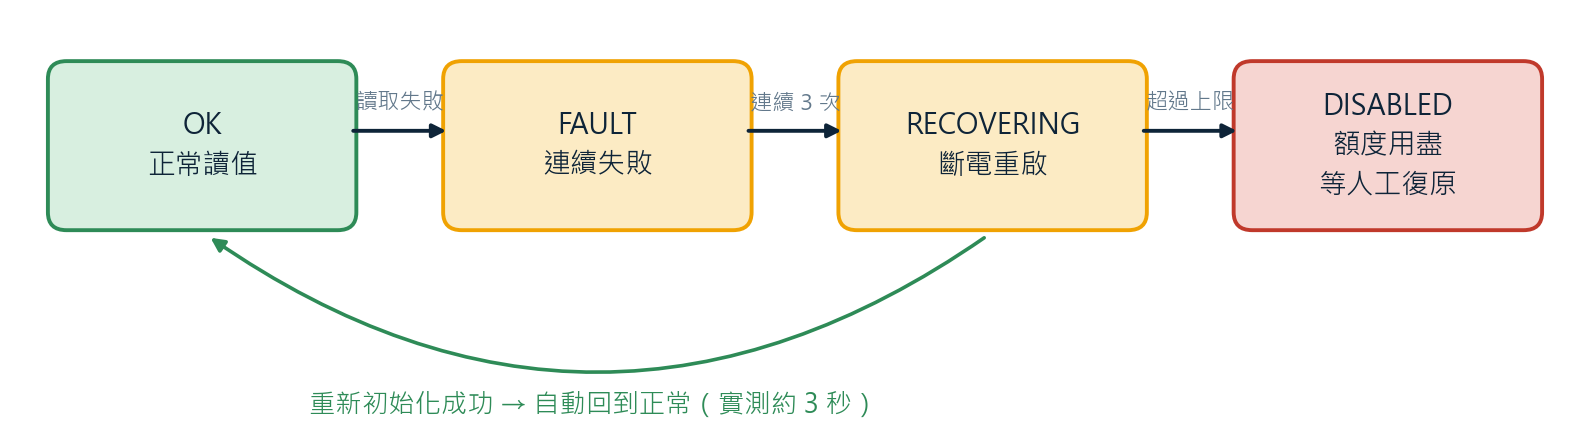 OK
正常讀值
讀取失敗
FAULT
連續失敗
連續 3 次
RECOVERING
斷電重啟
超過上限
DISABLED
額度用盡
等人工復原
重新初始化成功 → 自動回到正常 ( 實測約 3 秒 )